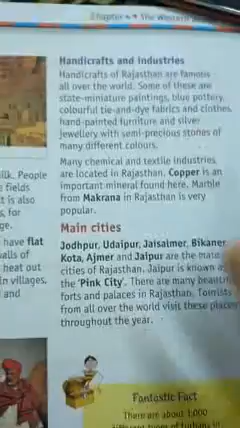 Chapter 4 • The Western
Handicrafts and industries
Handicrafts of Rajasthan are famous
all over the world. Some of these are
state-miniature paintings, blue pottery,
colourful tie-and-dye fabrics and clothes,
hand-painted furniture and silver
jewellery with semi-precious stones of
many different colours.
Many chemical and textile industries
are located in Rajasthan. Copper is an
important mineral found here. Marble
from Makrana in Rajasthan is very
popular.
Main cities
Jodhpur, Udaipur, Jaisalmer, Bikaner
Kota, Ajmer and Jaipur are the main
cities of Rajasthan. Jaipur is known as
the 'Pink City'. There are many beautiful
forts and palaces in Rajasthan. Tourists
from all over the world visit these places
throughout the year.
ilk. People
e fields
t is also
s, for
ge.
have flat
alls of
heat out
in villages,
and
Fantastic Fact
There are about 1,000
different types of turbans in